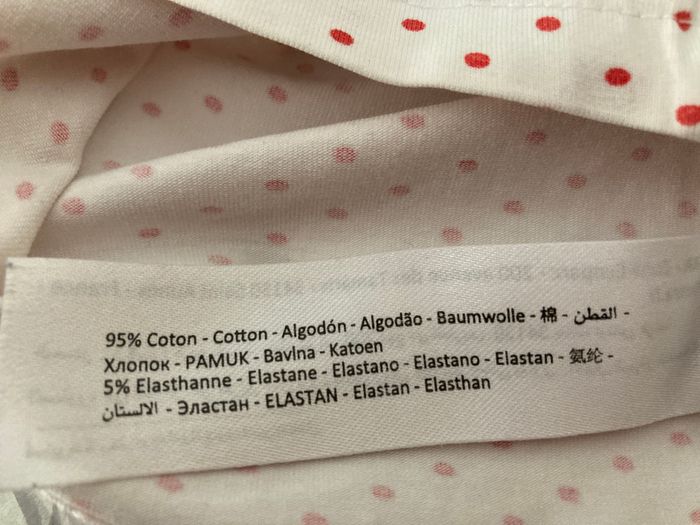 95% Coton - Cotton - Algodón - Algodão - Baumwolle - 棉 - القطن -
Хлопок - PAMUK - Bavlna - Katoen
5% Elasthanne - Elastane - Elastano - Elastano - Elastan - 氨纶 -
الالستان - Эластан - ELASTAN - Elastan - Elasthan